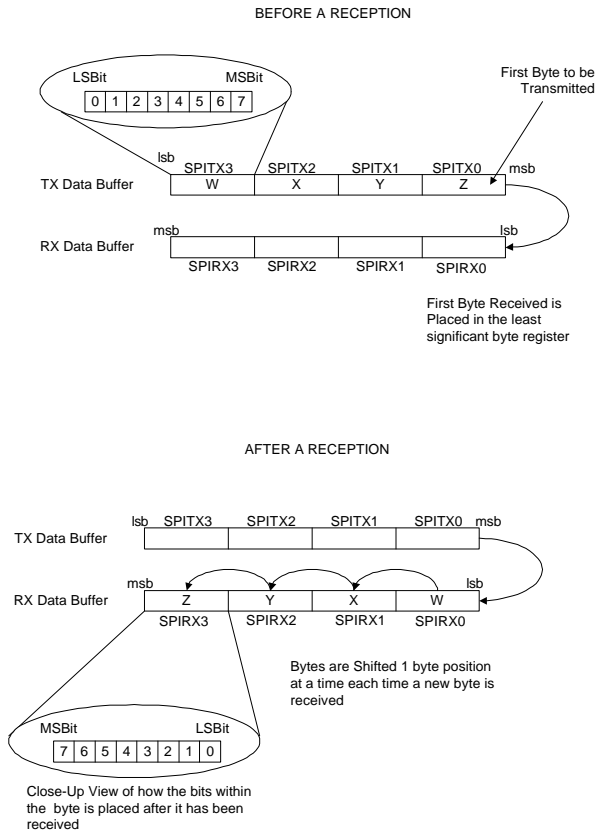 BEFORE A RECEPTION
LSBit MSBit
0 1 2 3 4 5 6 7
First Byte to be
Transmitted
lsb SPITX3 SPITX2 SPITX1 SPITX0 msb
TX Data Buffer W X Y Z
msb lsb
RX Data Buffer
SPIRX3 SPIRX2 SPIRX1 SPIRX0
First Byte Received is
Placed in the least
significant byte register
AFTER A RECEPTION
lsb SPITX3 SPITX2 SPITX1 SPITX0 msb
TX Data Buffer
msb lsb
RX Data Buffer Z Y X W
SPIRX3 SPIRX2 SPIRX1 SPIRX0
Bytes are Shifted 1 byte position
at a time each time a new byte is
received
MSBit LSBit
7 6 5 4 3 2 1 0
Close-Up View of how the bits within
the byte is placed after it has been
received